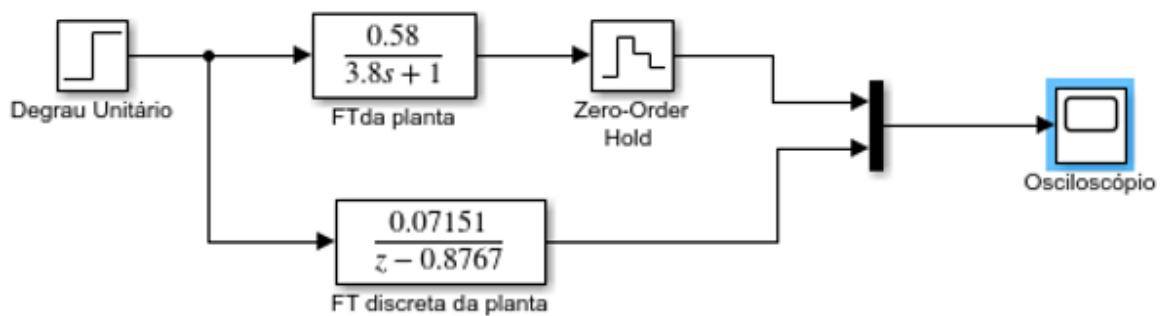 Degrau Unitário
0.58
3.8s + 1
FTda planta
Zero-Order
Hold
Osciloscópio
0.07151
z − 0.8767
FT discreta da planta